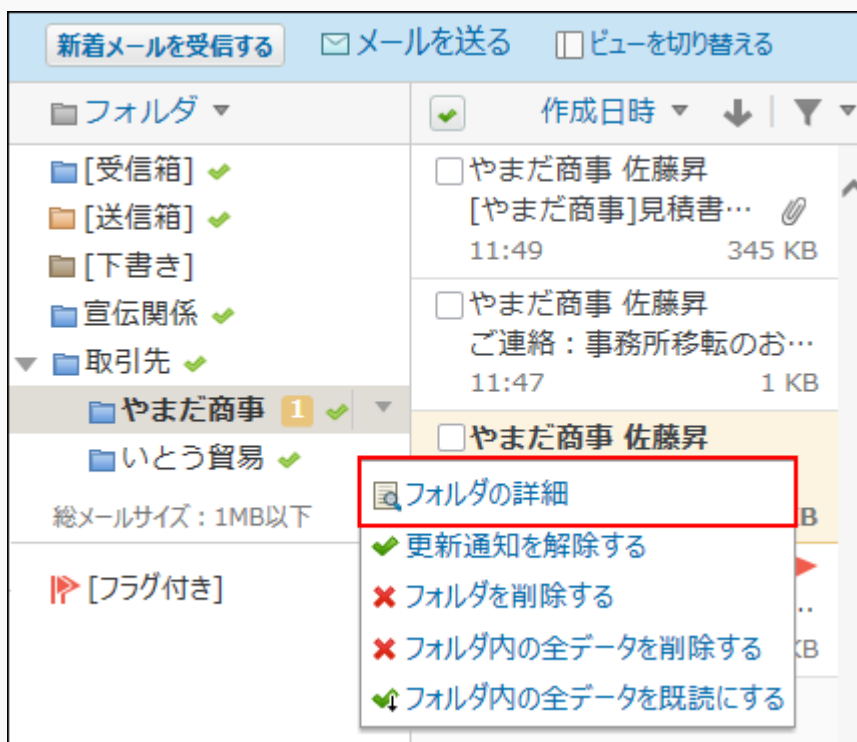 新着メールを受信する メールを送る ビューを切り替える
フォルダ
[受信箱]
[送信箱]
[下書き]
宣伝関係
取引先
やまだ商事 1
いとう貿易
総メールサイズ：1MB以下
[フラグ付き]
作成日時
やまだ商事 佐藤昇
[やまだ商事]見積書…
11:49 345 KB
やまだ商事 佐藤昇
ご連絡：事務所移転のお…
11:47 1 KB
やまだ商事 佐藤昇
フォルダの詳細
更新通知を解除する
フォルダを削除する
フォルダ内の全データを削除する
フォルダ内の全データを既読にする